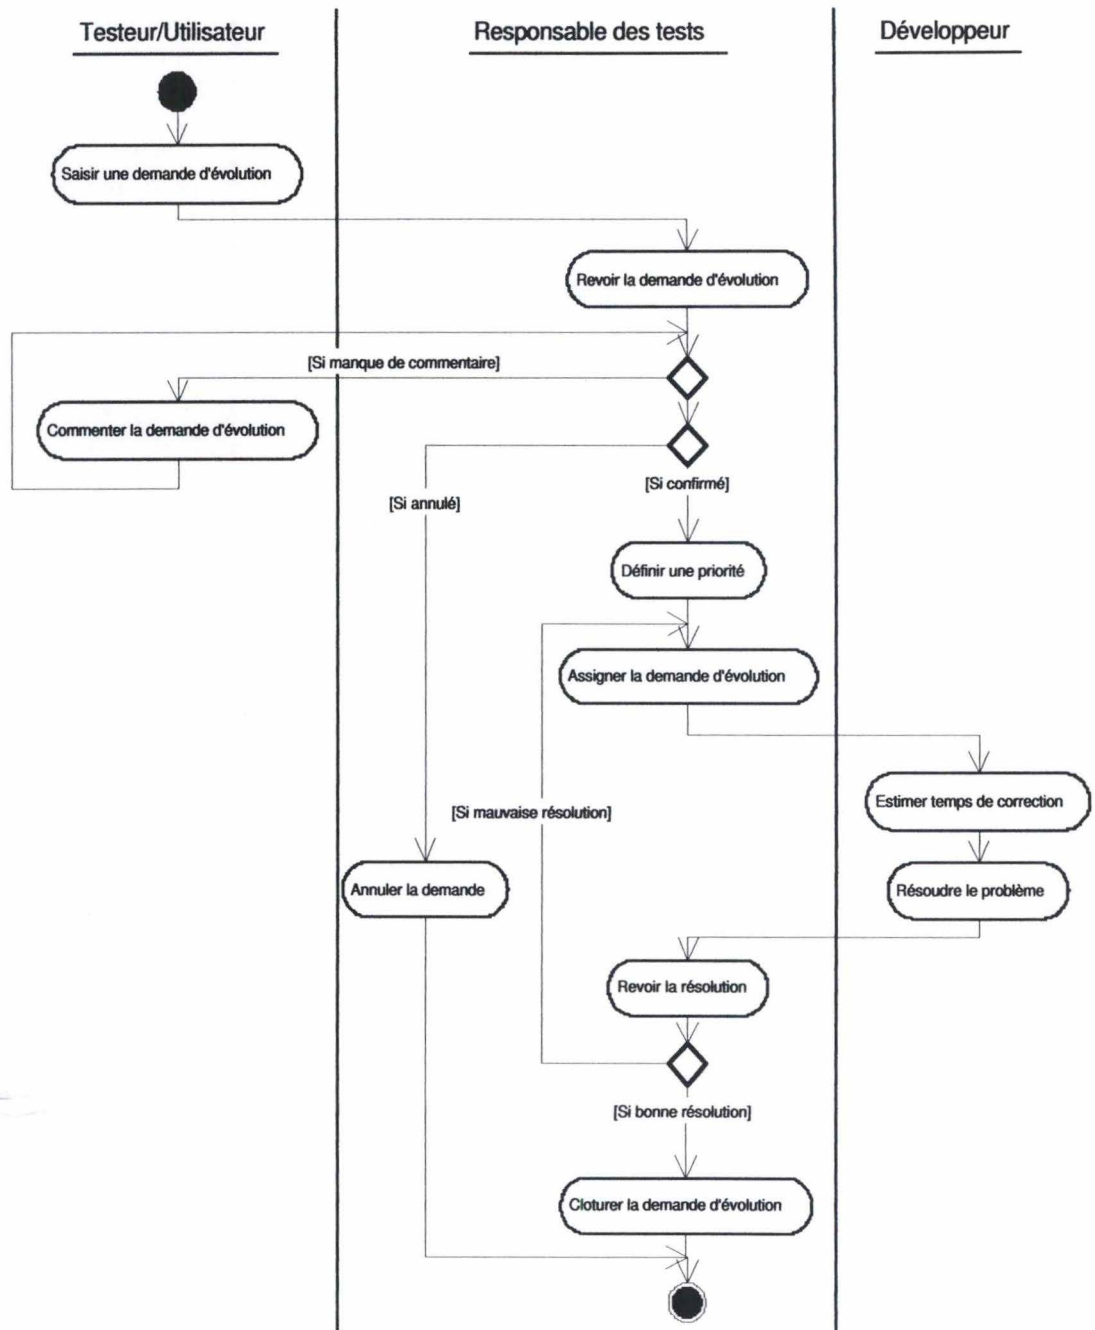 Testeur/Utilisateur
Responsable des tests
Développeur
Saisir une demande d'évolution
Revoir la demande d'évolution
[Si manque de commentaire]
Commenter la demande d'évolution
[Si confirmé]
[Si annulé]
Définir une priorité
Assigner la demande d'évolution
Estimer temps de correction
[Si mauvaise résolution]
Annuler la demande
Résoudre le problème
Revoir la résolution
[Si bonne résolution]
Cloturer la demande d'évolution